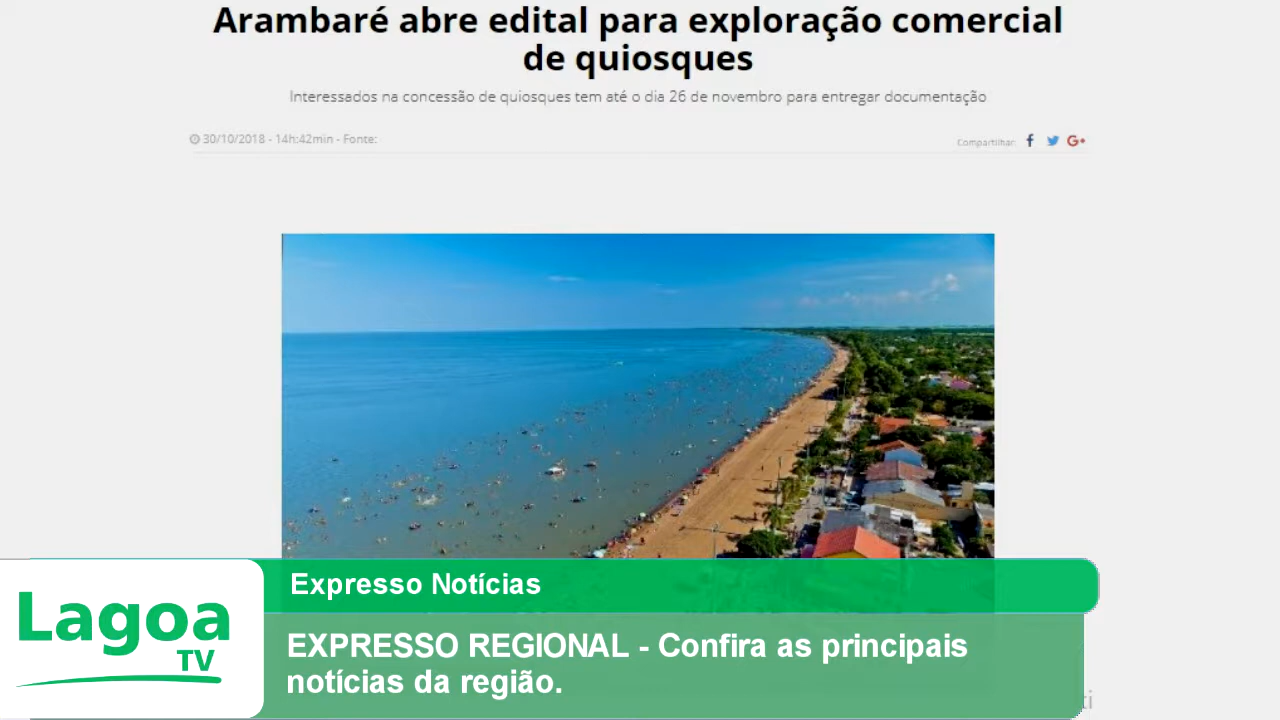 Arambaré abre edital para exploração comercial
de quiosques
Interessados na concessão de quiosques tem até o dia 26 de novembro para entregar documentação
30/10/2018 - 14h:42min - Fonte:
Compartilhar:
Expresso Notícias
Lagoa
TV
EXPRESSO REGIONAL - Confira as principais
notícias da região.